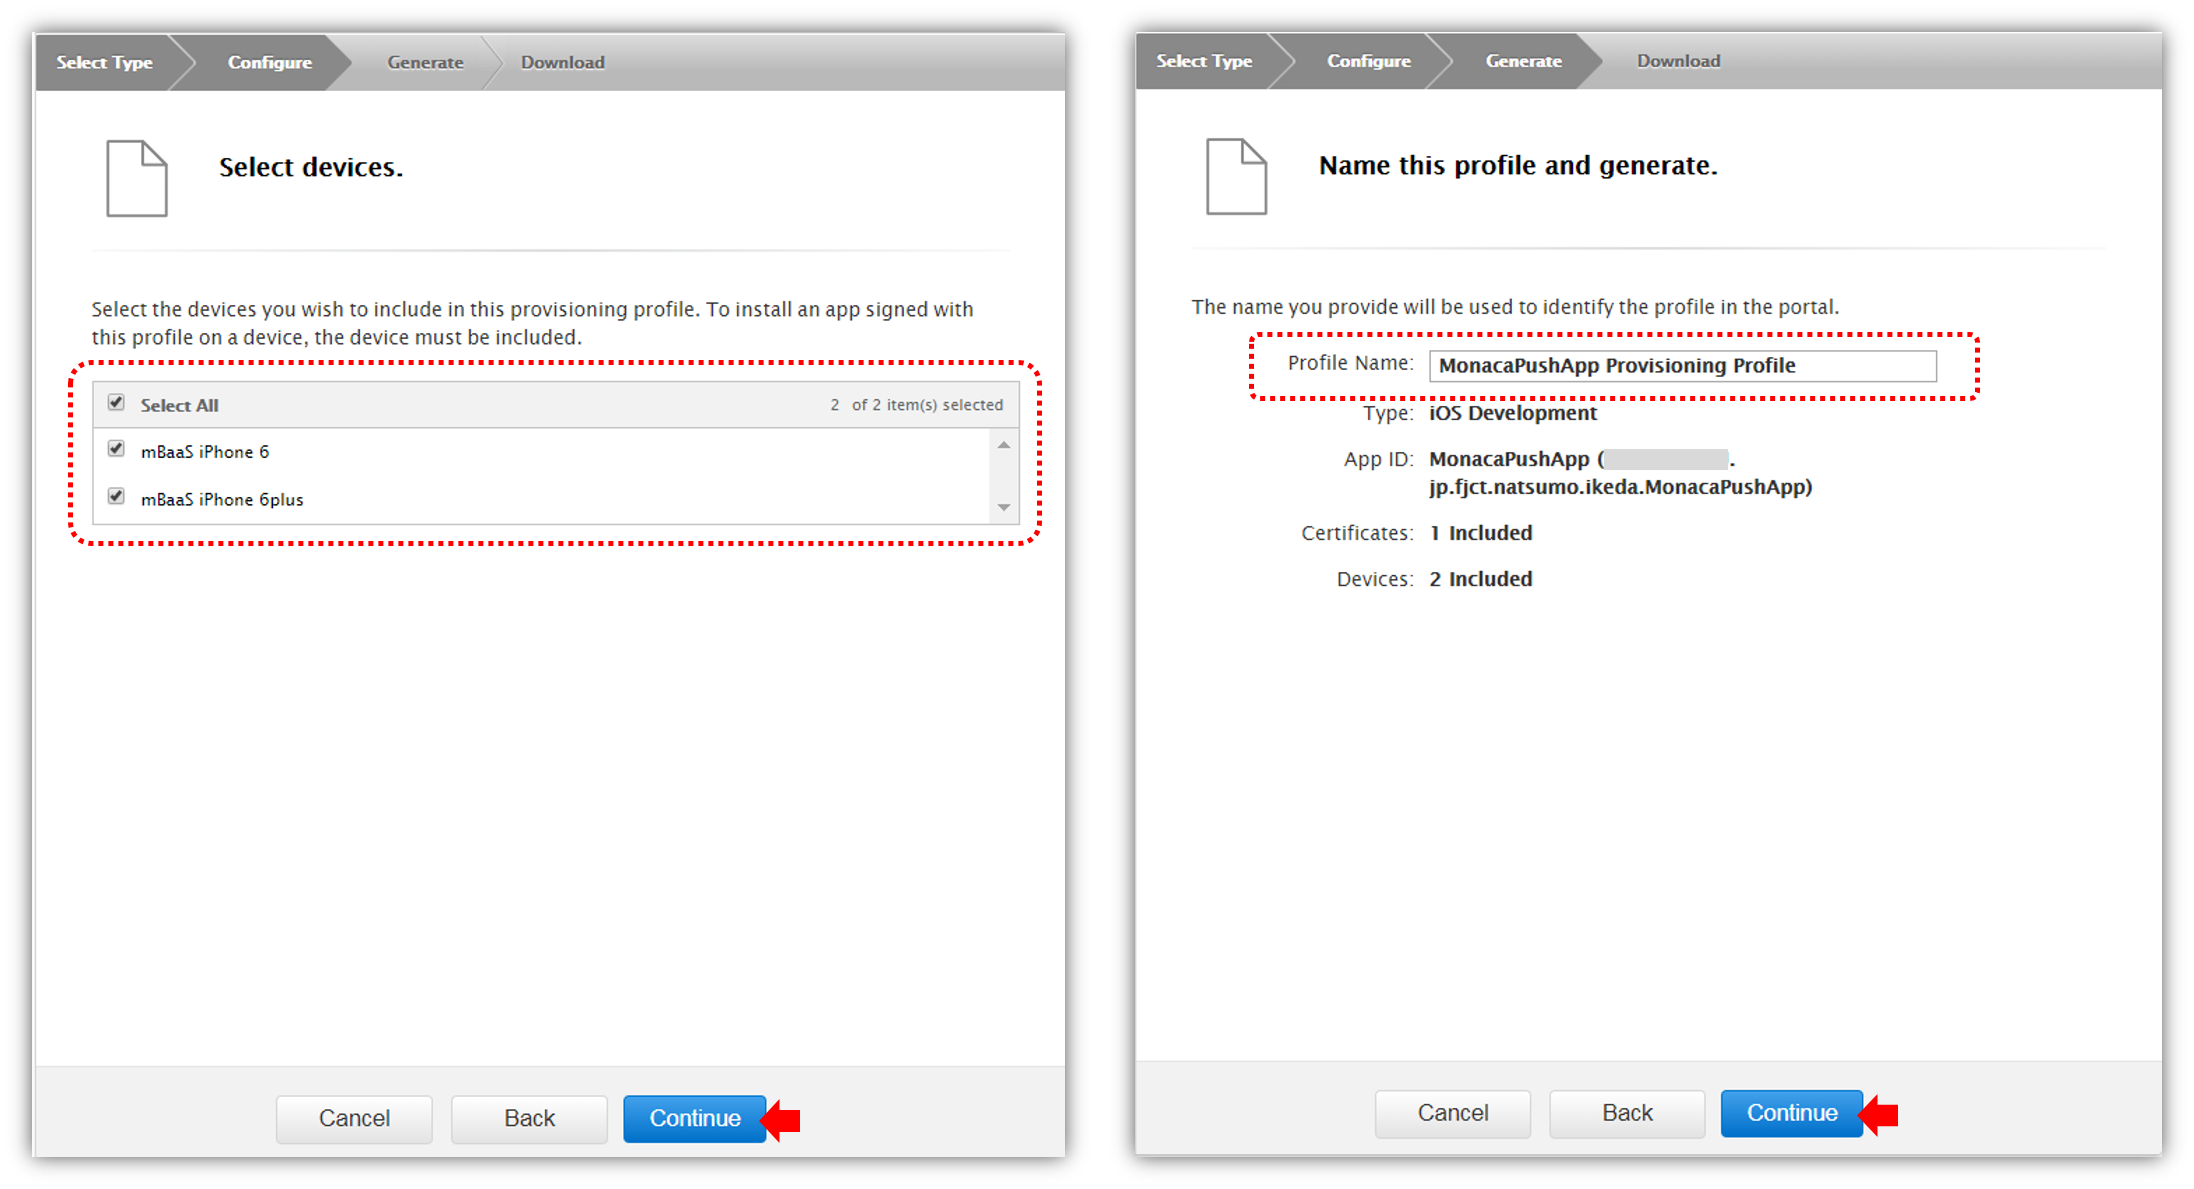 Select Type
Configure
Generate
Download
Select devices.
Select the devices you wish to include in this provisioning profile. To install an app signed with
this profile on a device, the device must be included.
Select All
2 of 2 item(s) selected
mBaaS iPhone 6
mBaaS iPhone 6plus
Cancel
Back
Continue
Select Type
Configure
Generate
Download
Name this profile and generate.
The name you provide will be used to identify the profile in the portal.
Profile Name: MonacaPushApp Provisioning Profile
Type: iOS Development
App ID: MonacaPushApp ( .
jp.fjct.natsumo.ikeda.MonacaPushApp)
Certificates: 1 Included
Devices: 2 Included
Cancel
Back
Continue